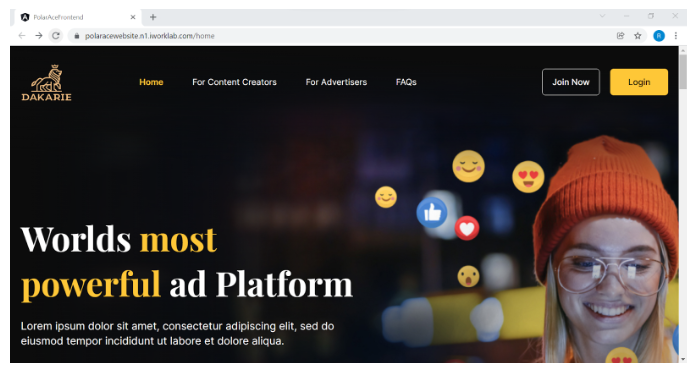 PolarAceFrontend
polaracewebsite.n1.iworklab.com/home
R
DAKARIE
Home
For Content Creators
For Advertisers
FAQs
Join Now
Login
Worlds most
powerful ad Platform
Lorem ipsum dolor sit amet, consectetur adipiscing elit, sed do
eiusmod tempor incididunt ut labore et dolore aliqua.